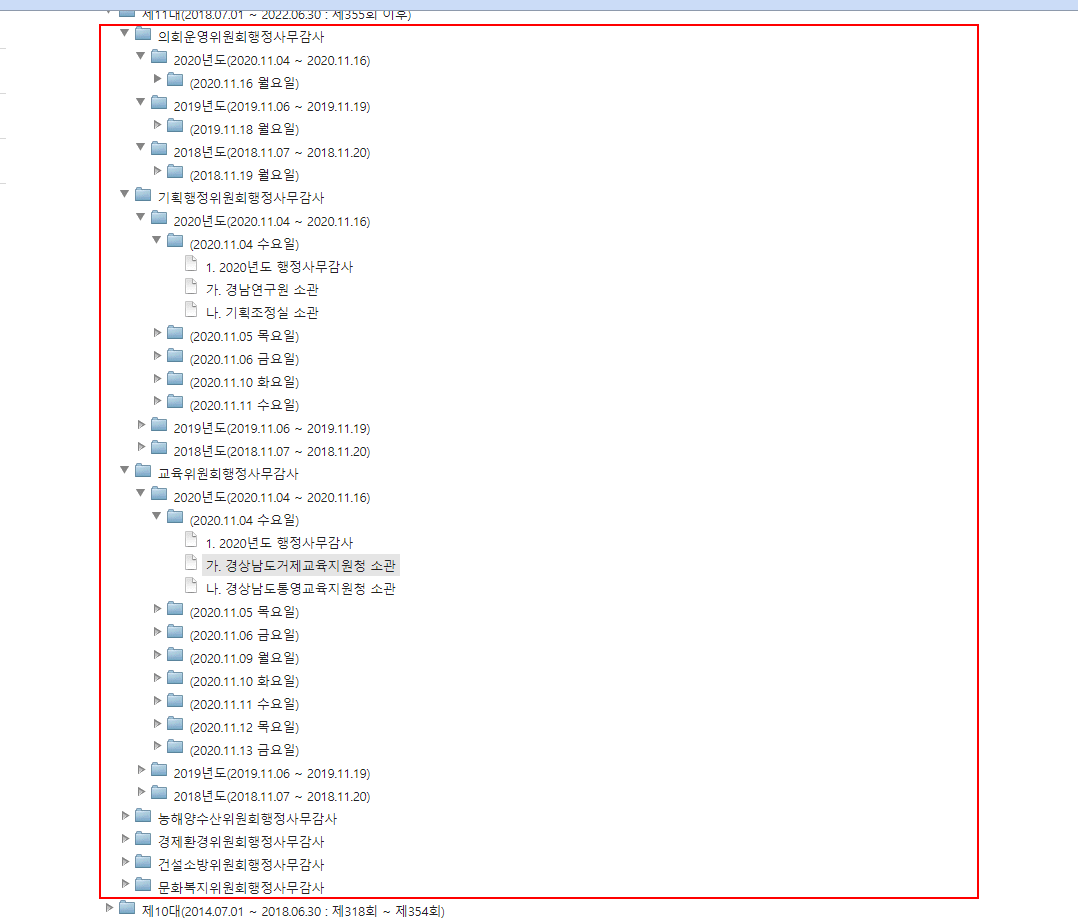 제11대(2018.07.01 ~ 2022.06.30 : 제355회 이후)
의회운영위원회행정사무감사
2020년도(2020.11.04 ~ 2020.11.16)
(2020.11.16 월요일)
2019년도(2019.11.06 ~ 2019.11.19)
(2019.11.18 월요일)
2018년도(2018.11.07 ~ 2018.11.20)
(2018.11.19 월요일)
기획행정위원회행정사무감사
2020년도(2020.11.04 ~ 2020.11.16)
(2020.11.04 수요일)
1. 2020년도 행정사무감사
가. 경남연구원 소관
나. 기획조정실 소관
(2020.11.05 목요일)
(2020.11.06 금요일)
(2020.11.10 화요일)
(2020.11.11 수요일)
2019년도(2019.11.06 ~ 2019.11.19)
2018년도(2018.11.07 ~ 2018.11.20)
교육위원회행정사무감사
2020년도(2020.11.04 ~ 2020.11.16)
(2020.11.04 수요일)
1. 2020년도 행정사무감사
가. 경상남도거제교육지원청 소관
나. 경상남도통영교육지원청 소관
(2020.11.05 목요일)
(2020.11.06 금요일)
(2020.11.09 월요일)
(2020.11.10 화요일)
(2020.11.11 수요일)
(2020.11.12 목요일)
(2020.11.13 금요일)
2019년도(2019.11.06 ~ 2019.11.19)
2018년도(2018.11.07 ~ 2018.11.20)
농해양수산위원회행정사무감사
경제환경위원회행정사무감사
건설소방위원회행정사무감사
문화복지위원회행정사무감사
제10대(2014.07.01 ~ 2018.06.30 : 제318회 ~ 제354회)